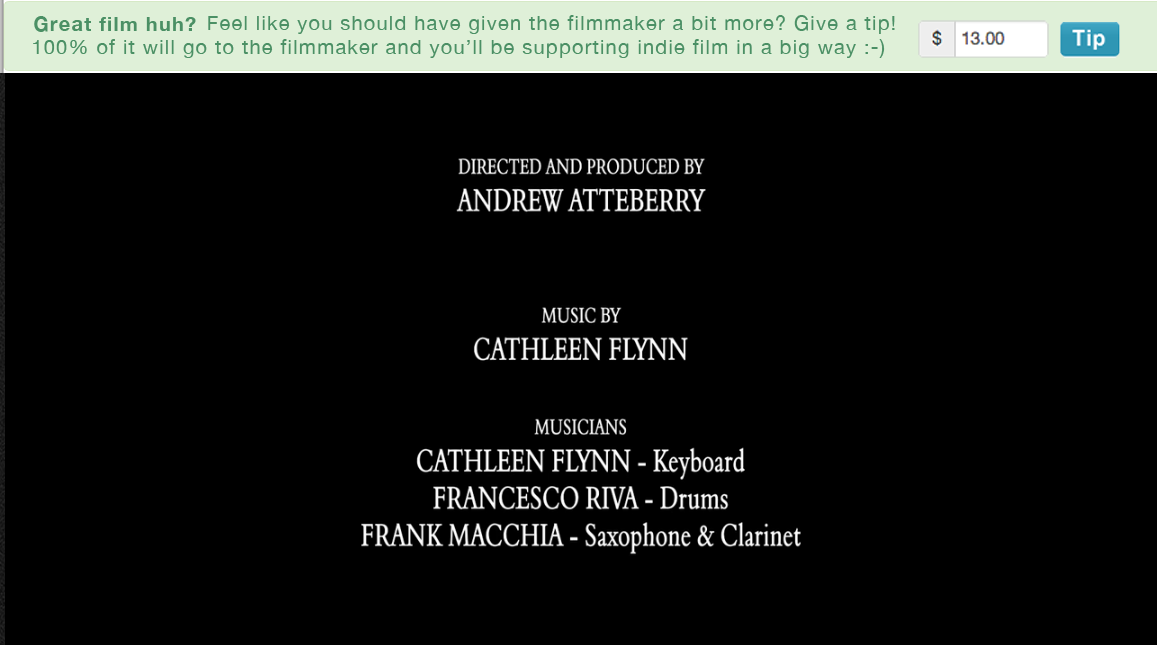 Great film huh? Feel like you should have given the filmmaker a bit more? Give a tip!
100% of it will go to the filmmaker and you'll be supporting indie film in a big way :-)
$ 13.00 Tip
DIRECTED AND PRODUCED BY
ANDREW ATTEBERRY
MUSIC BY
CATHLEEN FLYNN
MUSICIANS
CATHLEEN FLYNN - Keyboard
FRANCESCO RIVA - Drums
FRANK MACCHIA - Saxophone & Clarinet